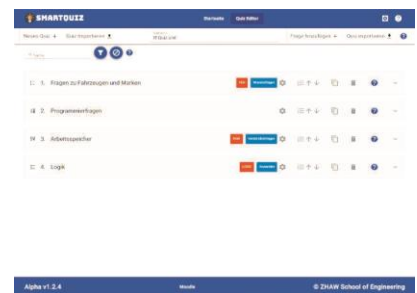 SMARTQUIZZ Startseite Quiz Editor
Neues Quiz + Quiz importieren Frage hinzufügen + Quiz exportieren
1. Fragen zu Fahrzeugen und Marken
2. Programmierfragen
3. Arbeitsspeicher
4. Logik
Alpha v1.2.4 Moodle © ZHAW School of Engineering